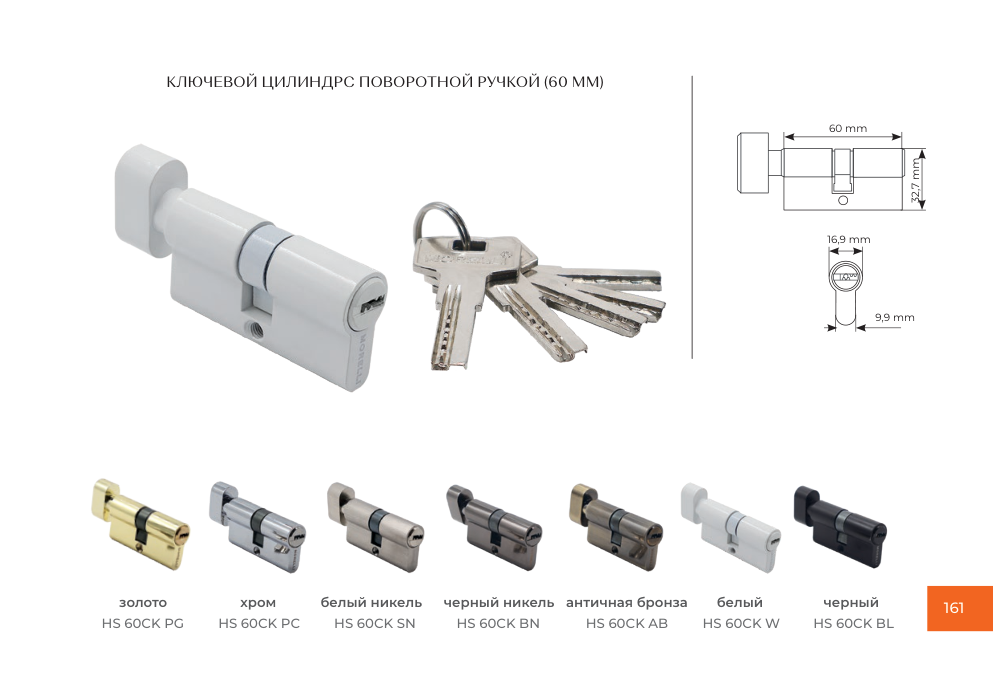 КЛЮЧЕВОЙ ЦИЛИНДРС ПОВОРОТНОЙ РУЧКОЙ (60 ММ)
60 mm
32,7 mm
16,9 mm
9,9 mm
MORELLI
золото хром белый никель черный никель античная бронза белый черный
HS 60CK PG HS 60CK PC HS 60CK SN HS 60CK BN HS 60CK AB HS 60CK W HS 60CK BL
161